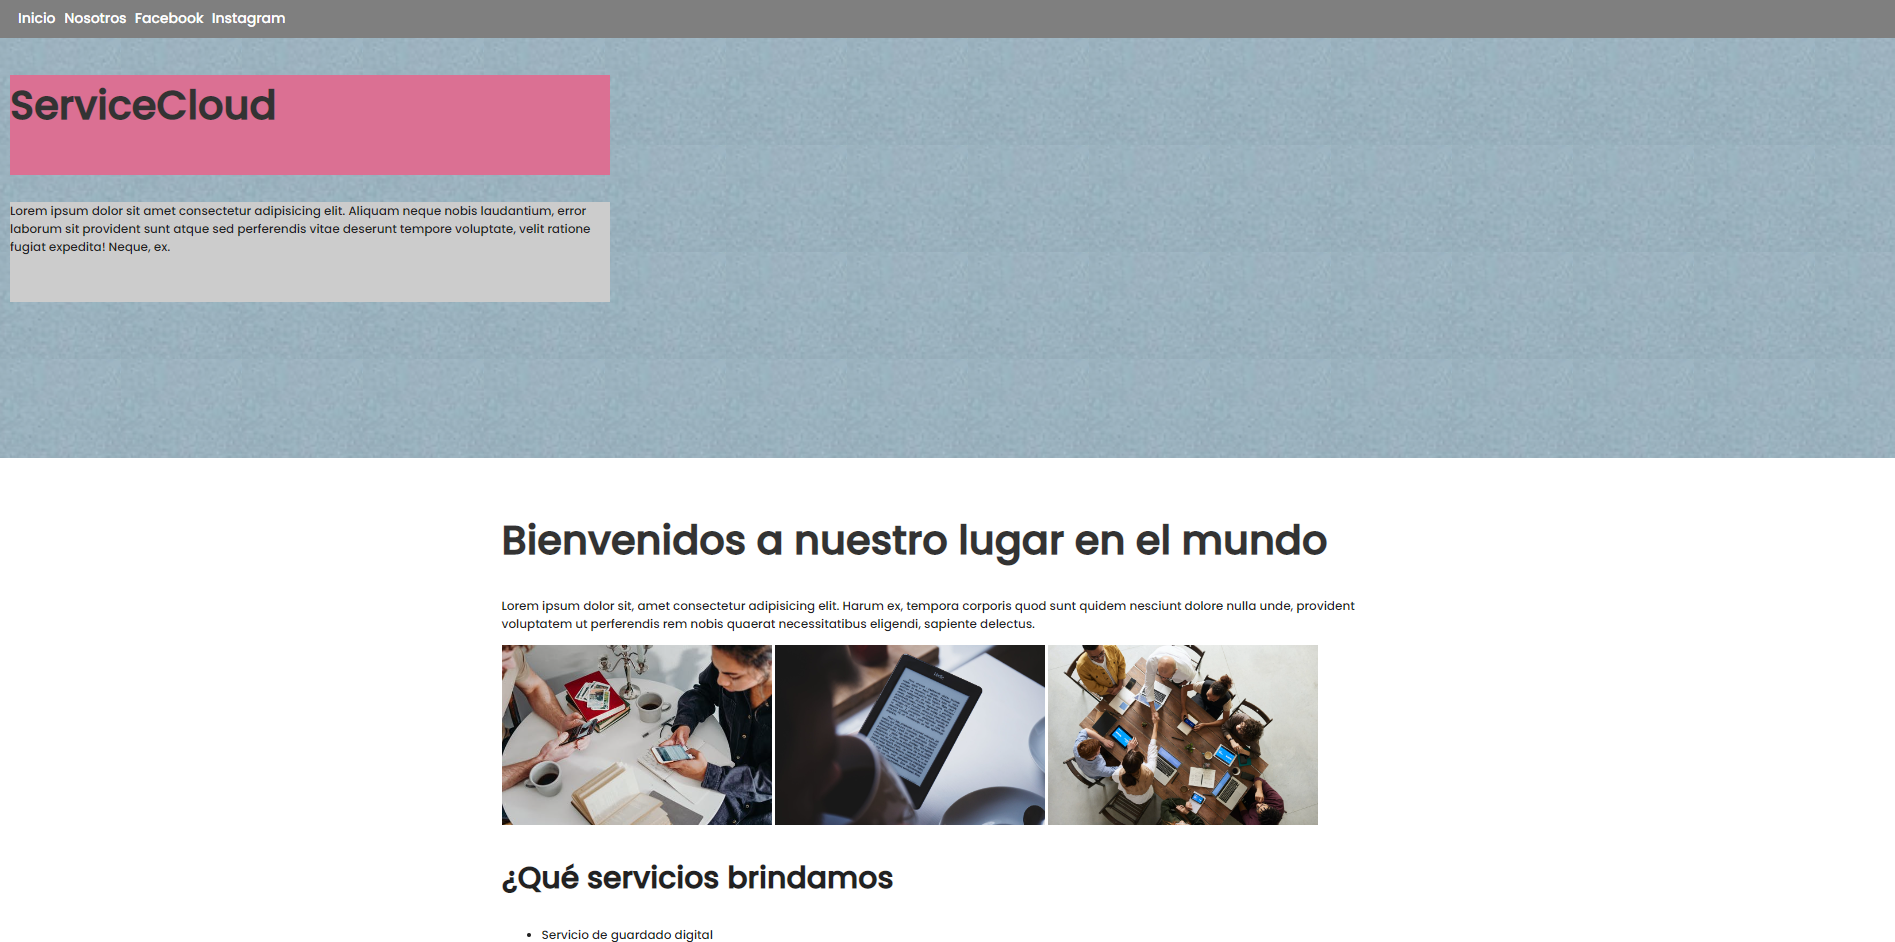 Inicio Nosotros Facebook Instagram
ServiceCloud
Lorem ipsum dolor sit amet consectetur adipisicing elit. Aliquam neque nobis laudantium, error
laborum sit provident sunt atque sed perferendis vitae deserunt tempore voluptate, velit ratione
fugiat expedita! Neque, ex.
Bienvenidos a nuestro lugar en el mundo
Lorem ipsum dolor sit, amet consectetur adipisicing elit. Harum ex, tempora corporis quod sunt quidem nesciunt dolore nulla unde, provident
voluptatem ut perferendis rem nobis quaerat necessitatibus eligendi, sapiente delectus.
¿Qué servicios brindamos
• Servicio de guardado digital